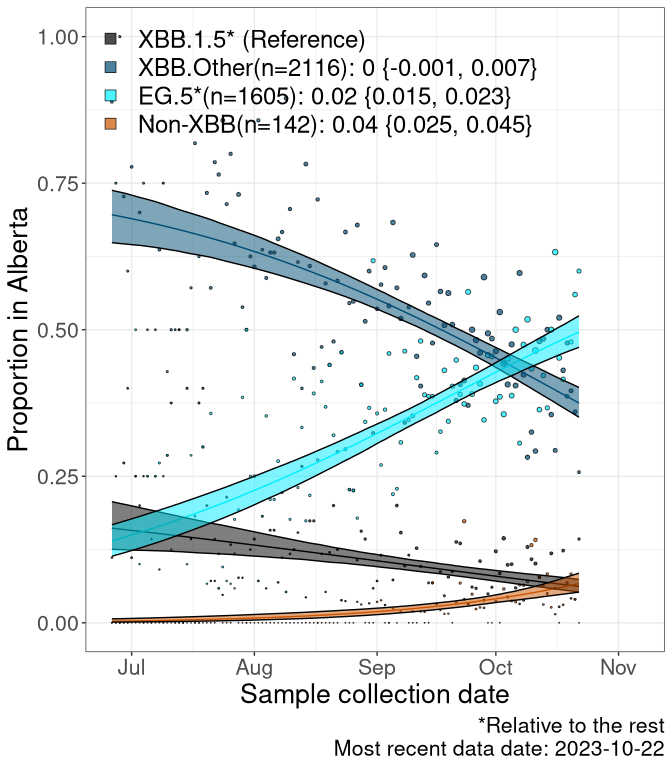 XBB.1.5* (Reference)
XBB.Other(n=2116): 0 {-0.001, 0.007}
EG.5*(n=1605): 0.02 {0.015, 0.023}
Non-XBB(n=142): 0.04 {0.025, 0.045}
Proportion in Alberta
1.00
0.75
0.50
0.25
0.00
Jul Aug Sep Oct Nov
Sample collection date
*Relative to the rest
Most recent data date: 2023-10-22